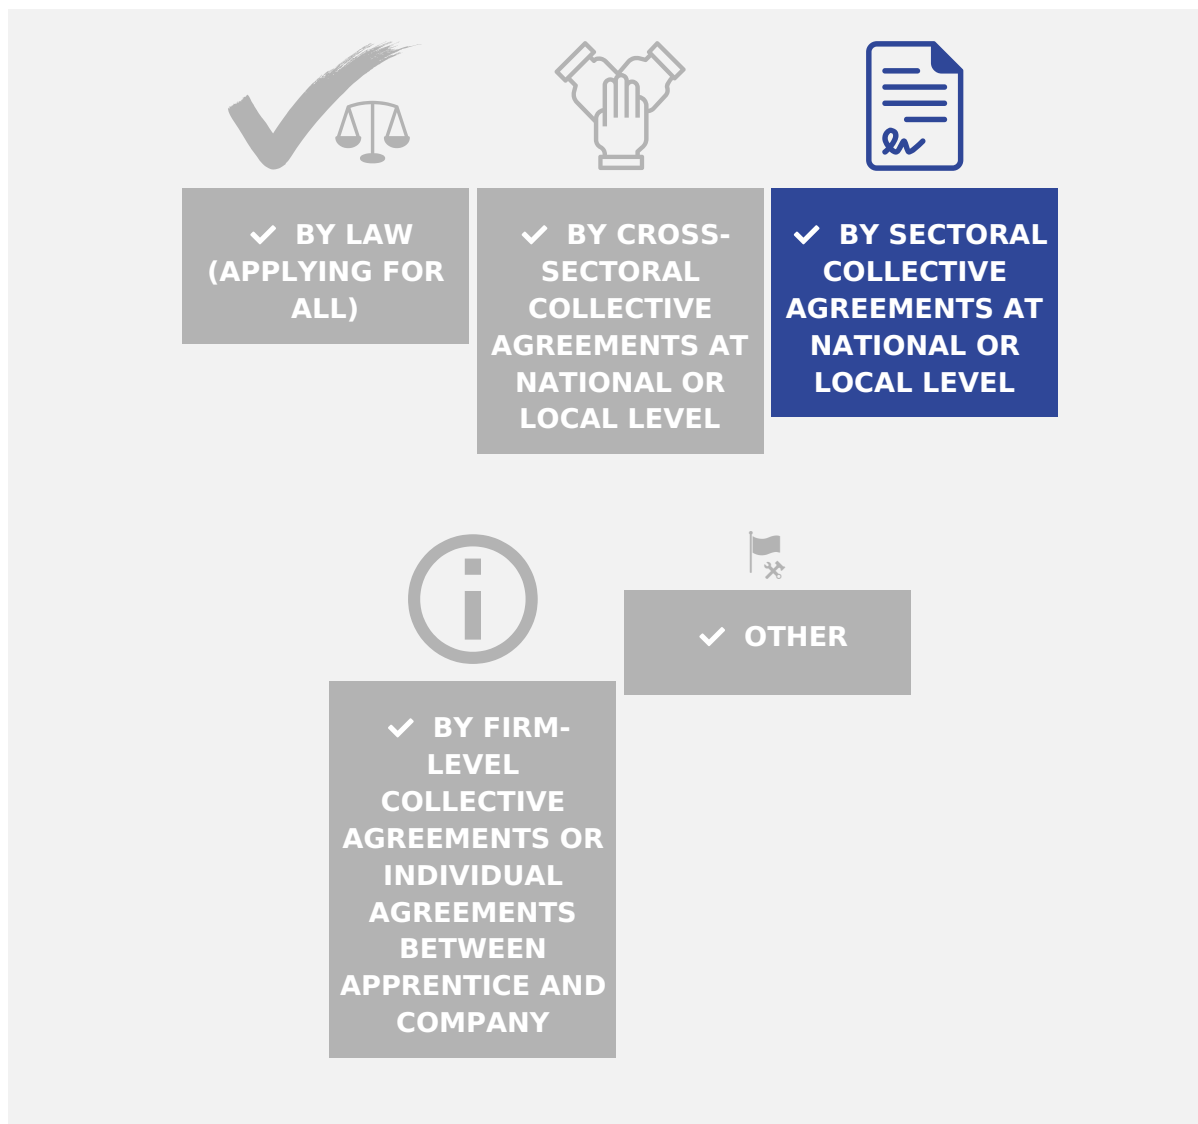 ✓ BY LAW
(APPLYING FOR
ALL)
✓ BY CROSS-
SECTORAL
COLLECTIVE
AGREEMENTS AT
NATIONAL OR
LOCAL LEVEL
✓ BY SECTORAL
COLLECTIVE
AGREEMENTS AT
NATIONAL OR
LOCAL LEVEL
✓ BY FIRM-
LEVEL
COLLECTIVE
AGREEMENTS OR
INDIVIDUAL
AGREEMENTS
BETWEEN
APPRENTICE AND
COMPANY
✓ OTHER